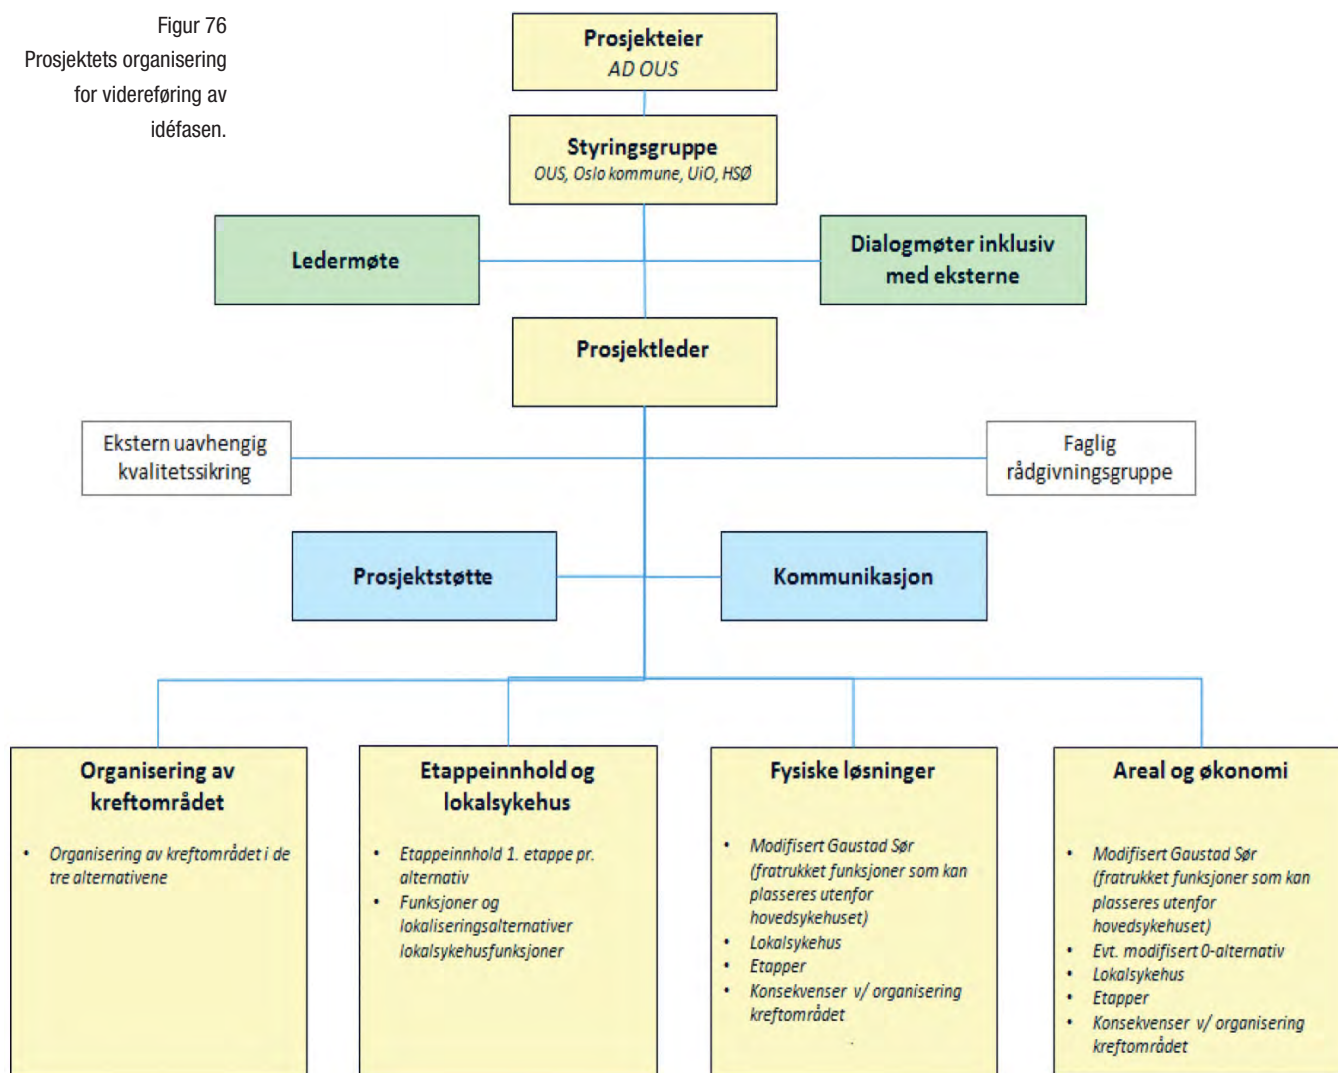 Figur 76
Prosjektets organisering
for videreføring av
idéfasen.
Prosjekteier
AD OUS
Styringsgruppe
OUS, Oslo kommune, UiO, HSØ
Ledermøte
Dialogmøter inklusiv
med eksterne
Prosjektleder
Ekstern uavhengig
kvalitetssikring
Faglig
rådgivningsgruppe
Prosjektstøtte
Kommunikasjon
Organisering av
kreftområdet
• Organisering av kreftområdet i de
tre alternativene
Etappeinnhold og
lokalsykehus
• Etappeinnhold 1. etappe pr.
alternativ
• Funksjoner og
lokaliseringsalternativer
lokalsykehusfunksjoner
Fysiske løsninger
• Modifisert Gaustad Sør
(fratrukket funksjoner som kan
plasseres utenfor
hovedsykehuset)
• Lokalsykehus
• Etapper
• Konsekvenser v/ organisering
kreftområdet
Areal og økonomi
• Modifisert Gaustad Sør
(fratrukket funksjoner som kan
plasseres utenfor
hovedsykehuset)
• Evt. modifisert 0-alternativ
• Lokalsykehus
• Etapper
• Konsekvenser v/ organisering
kreftområdet